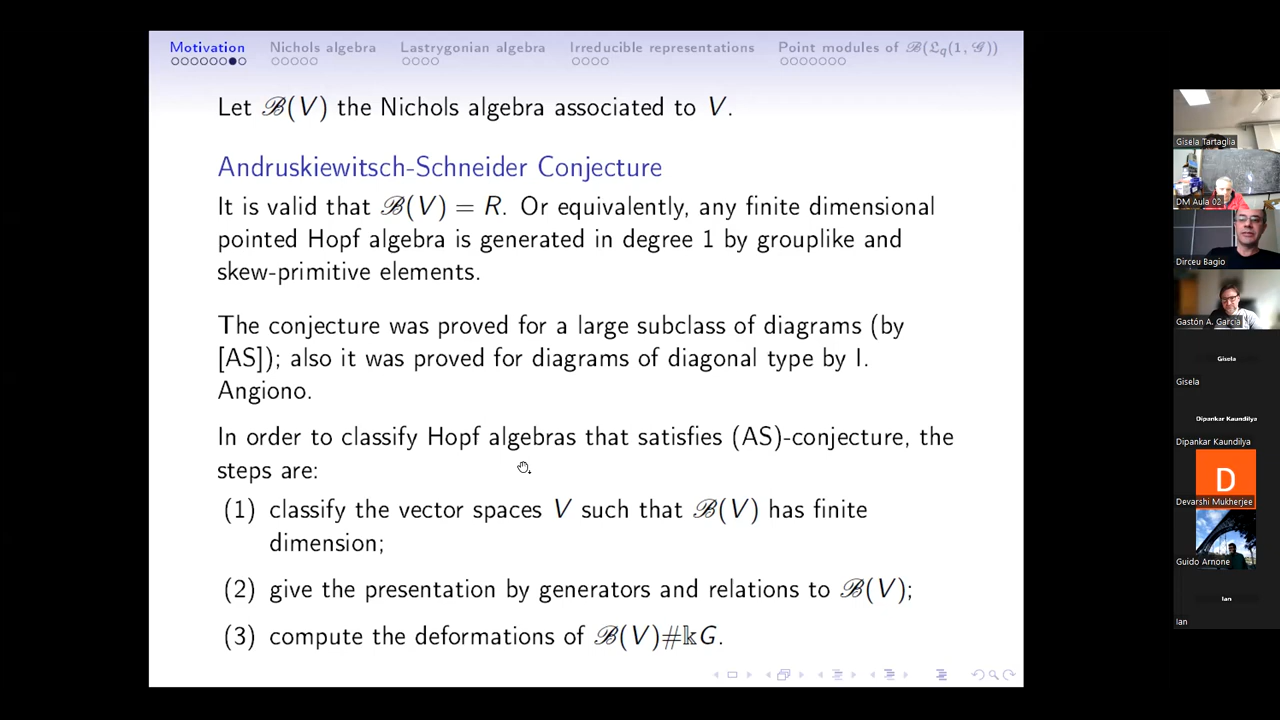 Motivation Nichols algebra Lastrygonian algebra Irreducible representations Point modules of ℬ(𝔏q(1, 𝒢))
Let ℬ(V) the Nichols algebra associated to V.
Andruskiewitsch-Schneider Conjecture
It is valid that ℬ(V) = R. Or equivalently, any finite dimensional
pointed Hopf algebra is generated in degree 1 by grouplike and
skew-primitive elements.
The conjecture was proved for a large subclass of diagrams (by
[AS]); also it was proved for diagrams of diagonal type by I.
Angiono.
In order to classify Hopf algebras that satisfies (AS)-conjecture, the
steps are:
(1) classify the vector spaces V such that ℬ(V) has finite
dimension;
(2) give the presentation by generators and relations to ℬ(V);
(3) compute the deformations of ℬ(V)#𝕜G.
Gisela Tartaglia
DM Aula 02
Dirceu Bagio
Gastón A. García
Gisela
Gisela
Dipankar Kaundilya
Dipankar Kaundilya
D
Devarshi Mukherjee
Guido Arnone
Ian
Ian